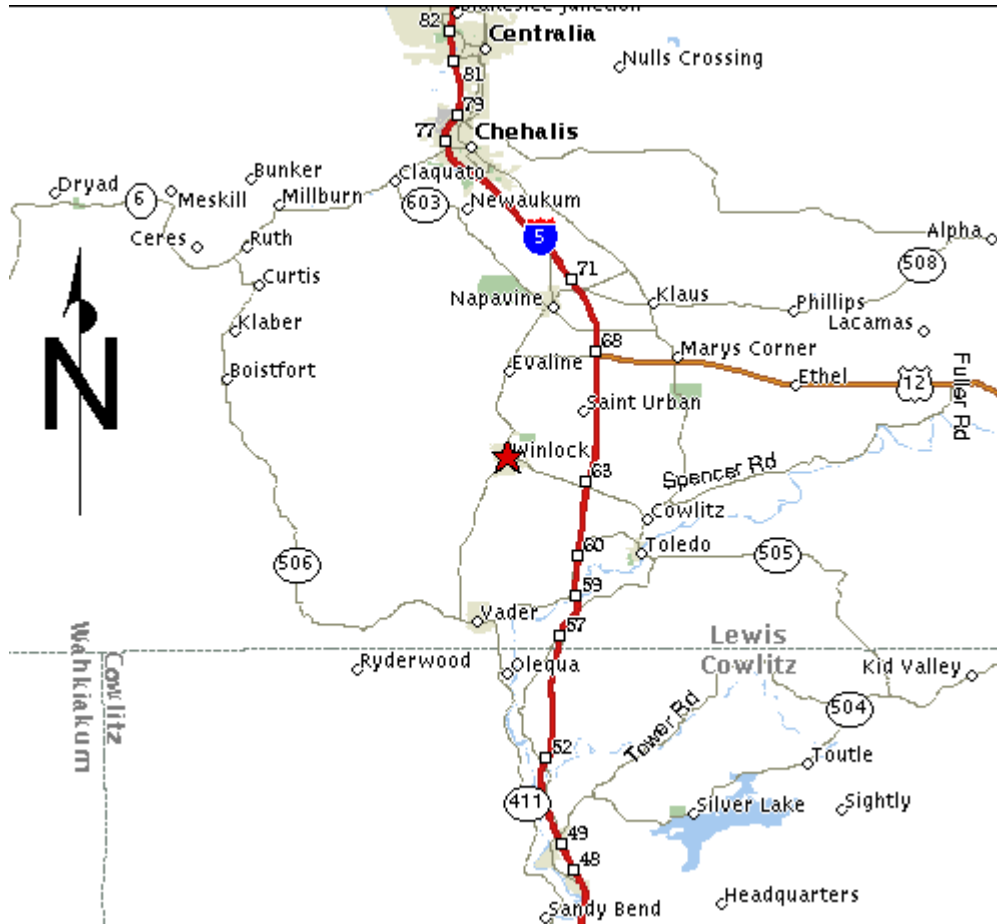 Blakeslee Junction
82
Centralia
Nulls Crossing
81
79
77
Chehalis
Bunker
Claquato
Dryad
6
Meskill
Millburn
603
Newaukum
Ceres
Ruth
5
Alpha
508
Curtis
71
Napavine
Klaus
Phillips
Klaber
Lacamas
N
68
Marys Corner
Evaline
Boistfort
Ethel
12
Fuller Rd
Saint Urban
Winlock
63
Spencer Rd
Cowlitz
60
Toledo
505
506
59
Vader
57
Lewis
Cowlitz
Wahkiakum
Cowlitz
Ryderwood
Olequa
Kid Valley
504
Tower Rd
52
Toutle
411
Silver Lake
Sightly
49
48
Headquarters
Sandy Bend